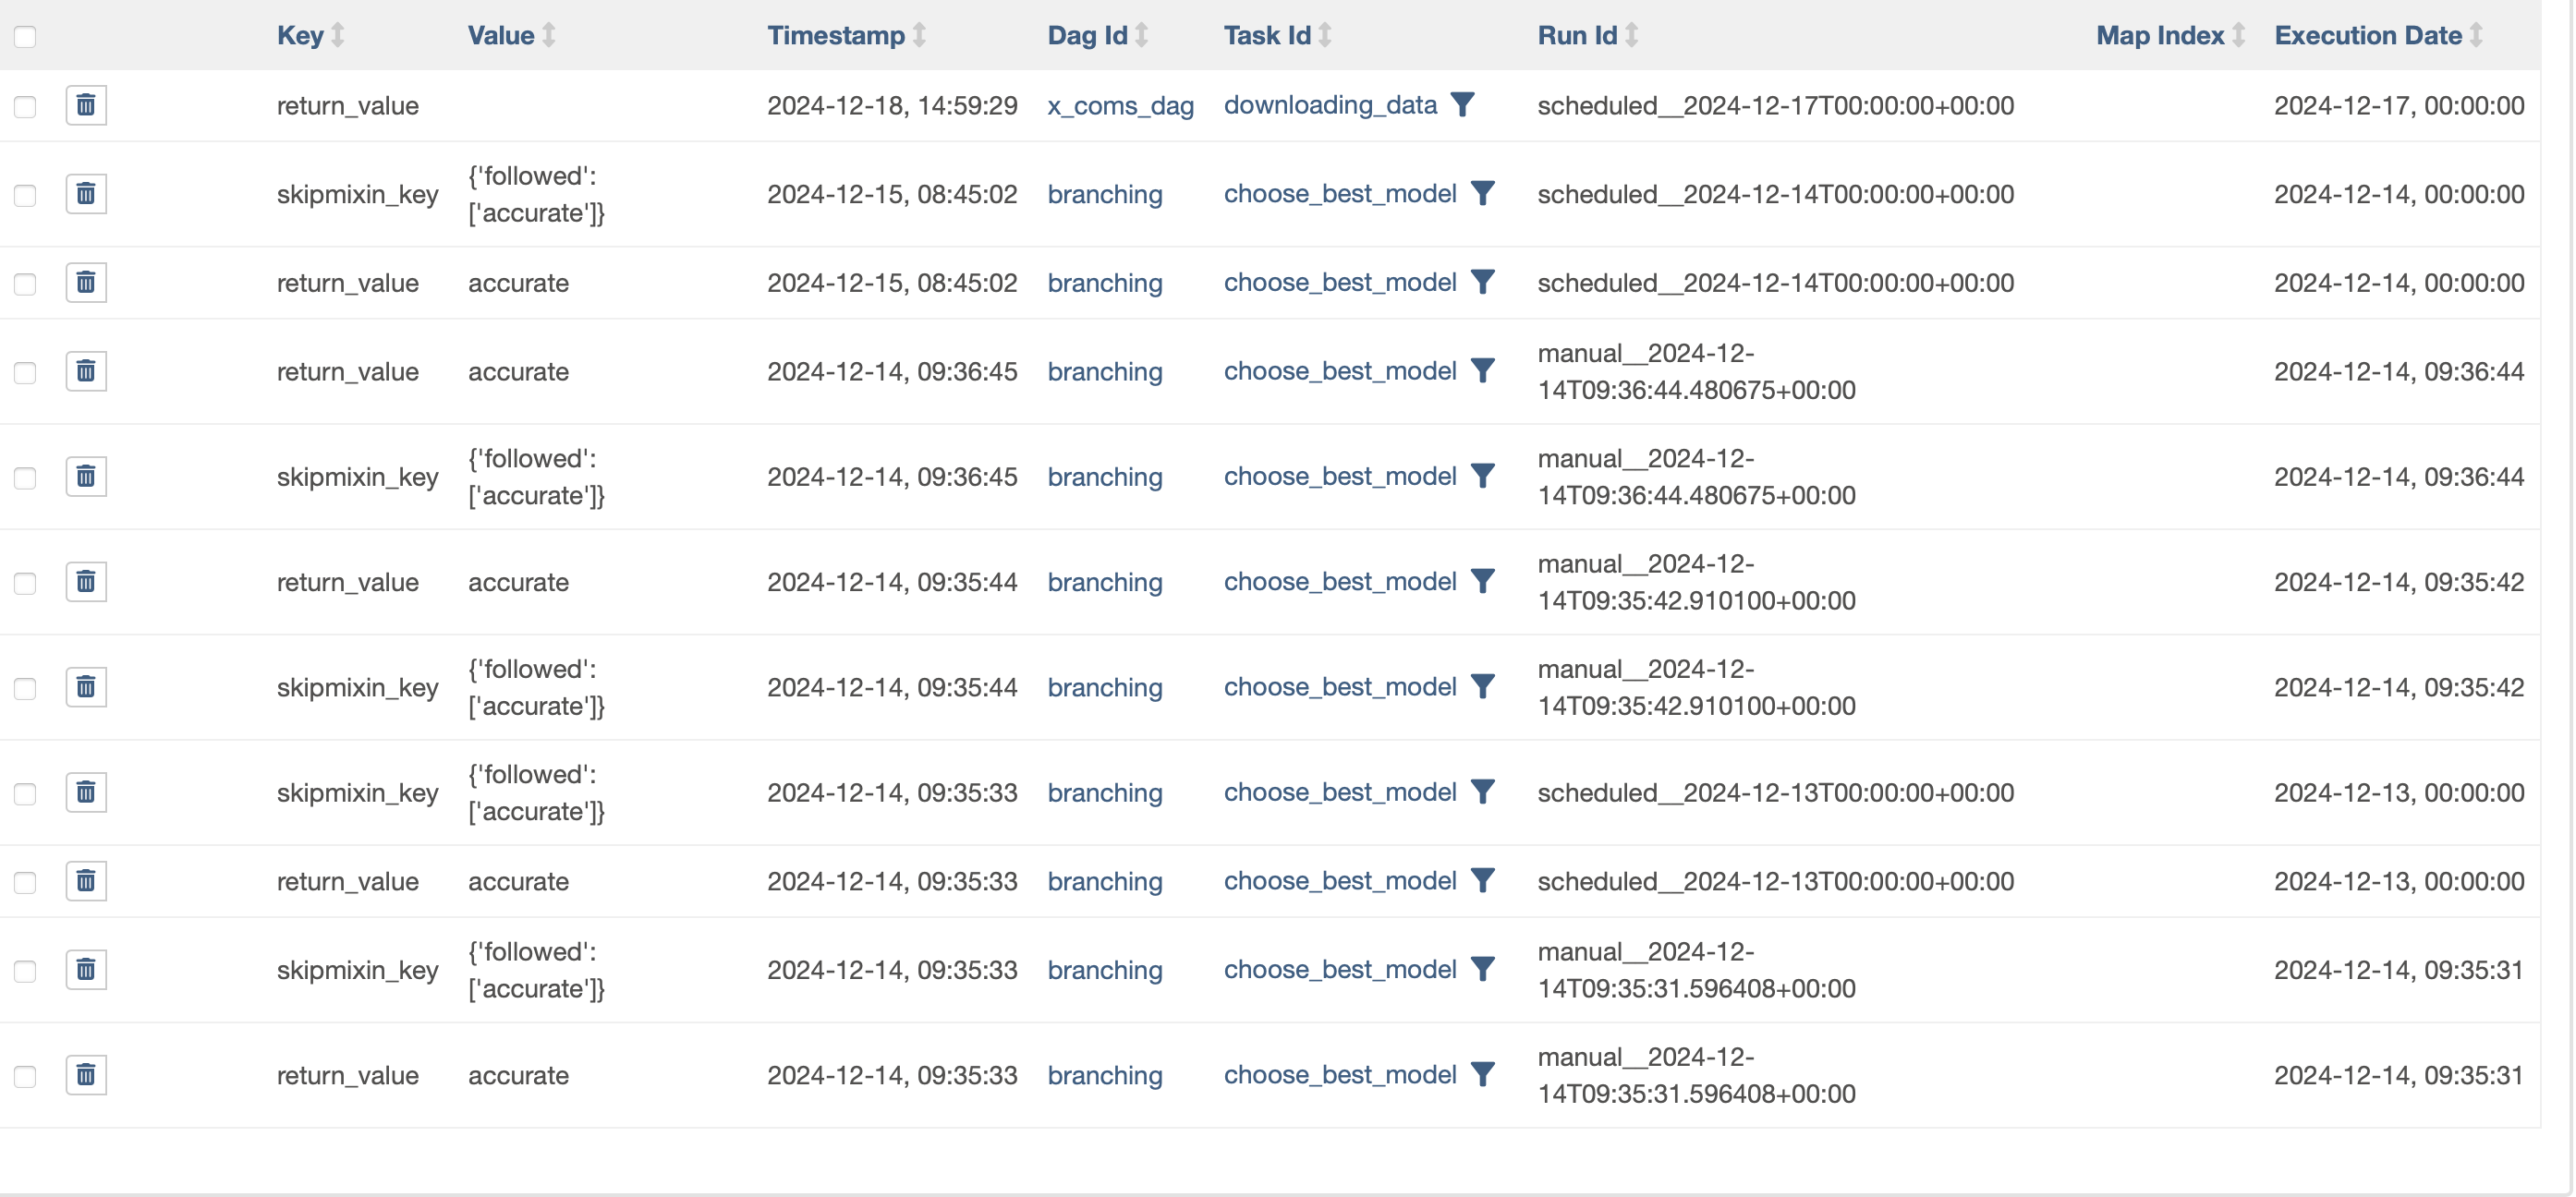 Key Value Timestamp Dag Id Task Id Run Id Map Index Execution Date
return_value 2024-12-18, 14:59:29 x_coms_dag downloading_data scheduled__2024-12-17T00:00:00+00:00 2024-12-17, 00:00:00
skipmixin_key {'followed':
['accurate']} 2024-12-15, 08:45:02 branching choose_best_model scheduled__2024-12-14T00:00:00+00:00 2024-12-14, 00:00:00
return_value accurate 2024-12-15, 08:45:02 branching choose_best_model scheduled__2024-12-14T00:00:00+00:00 2024-12-14, 00:00:00
return_value accurate 2024-12-14, 09:36:45 branching choose_best_model manual__2024-12-
14T09:36:44.480675+00:00 2024-12-14, 09:36:44
skipmixin_key {'followed':
['accurate']} 2024-12-14, 09:36:45 branching choose_best_model manual__2024-12-
14T09:36:44.480675+00:00 2024-12-14, 09:36:44
return_value accurate 2024-12-14, 09:35:44 branching choose_best_model manual__2024-12-
14T09:35:42.910100+00:00 2024-12-14, 09:35:42
skipmixin_key {'followed':
['accurate']} 2024-12-14, 09:35:44 branching choose_best_model manual__2024-12-
14T09:35:42.910100+00:00 2024-12-14, 09:35:42
skipmixin_key {'followed':
['accurate']} 2024-12-14, 09:35:33 branching choose_best_model scheduled__2024-12-13T00:00:00+00:00 2024-12-13, 00:00:00
return_value accurate 2024-12-14, 09:35:33 branching choose_best_model scheduled__2024-12-13T00:00:00+00:00 2024-12-13, 00:00:00
skipmixin_key {'followed':
['accurate']} 2024-12-14, 09:35:33 branching choose_best_model manual__2024-12-
14T09:35:31.596408+00:00 2024-12-14, 09:35:31
return_value accurate 2024-12-14, 09:35:33 branching choose_best_model manual__2024-12-
14T09:35:31.596408+00:00 2024-12-14, 09:35:31